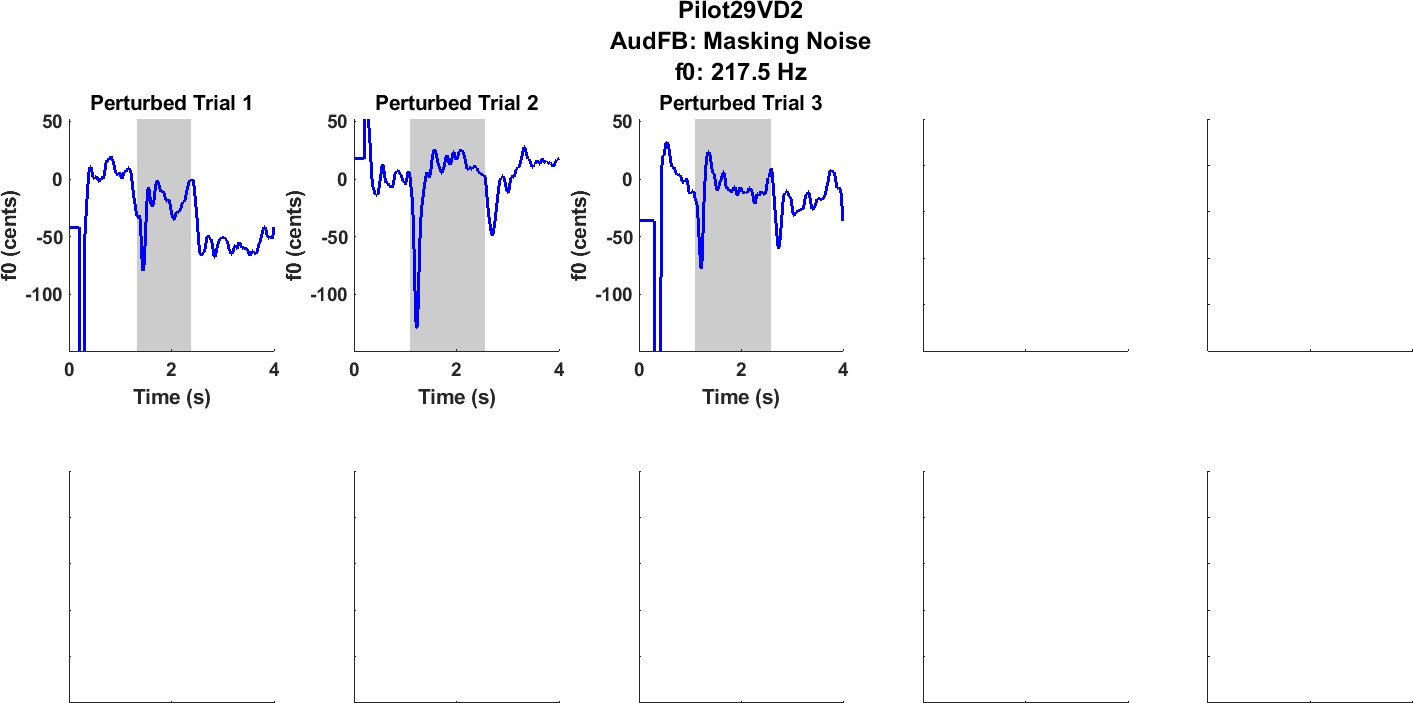 Pilot29VD2
AudFB: Masking Noise
f0: 217.5 Hz
Perturbed Trial 1
50
0
-50
-100
f0 (cents)
0 2 4
Time (s)
Perturbed Trial 2
50
0
-50
-100
f0 (cents)
0 2 4
Time (s)
Perturbed Trial 3
50
0
-50
-100
f0 (cents)
0 2 4
Time (s)